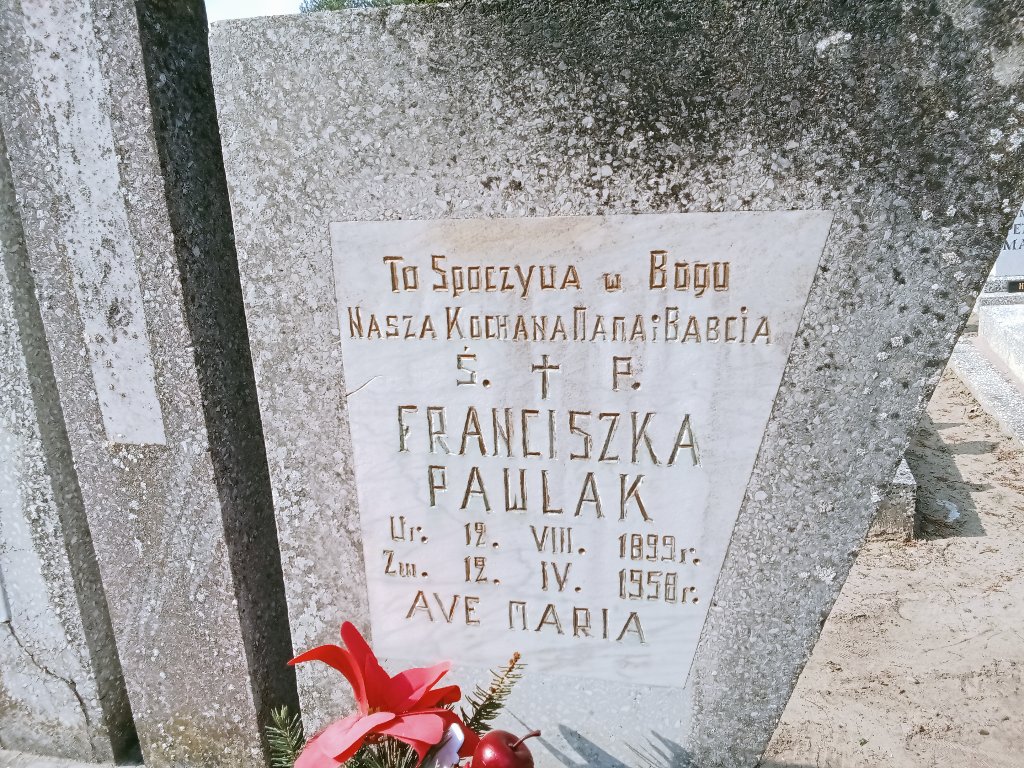 To Spoczywa w Bogu
Nasza Kochana Mama i Babcia
Ś. † P.
FRANCISZKA
PAWLAK
Ur. 12. VIII. 1899 r.
Zm. 12. IV. 1958 r.
AVE MARIA